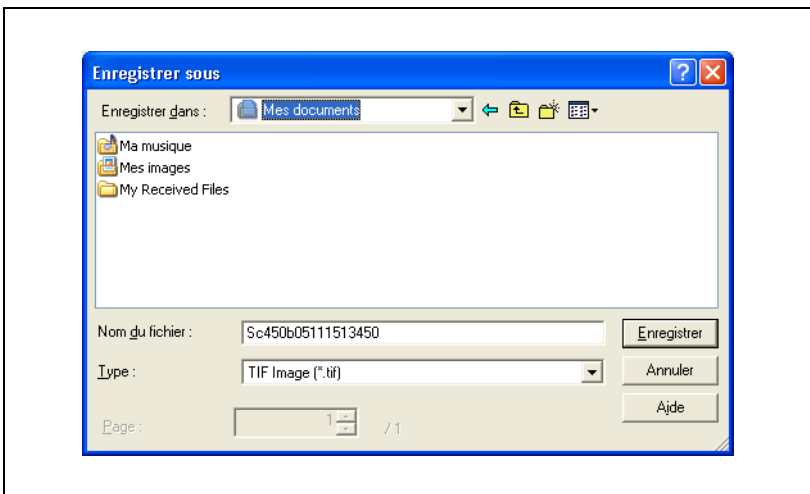 Enregistrer sous
Enregistrer dans :
Mes documents
Ma musique
Mes images
My Received Files
Nom du fichier :
Sc450b05111513450
Enregistrer
Type :
TIF Image (*.tif)
Annuler
Page :
1
/ 1
Aide